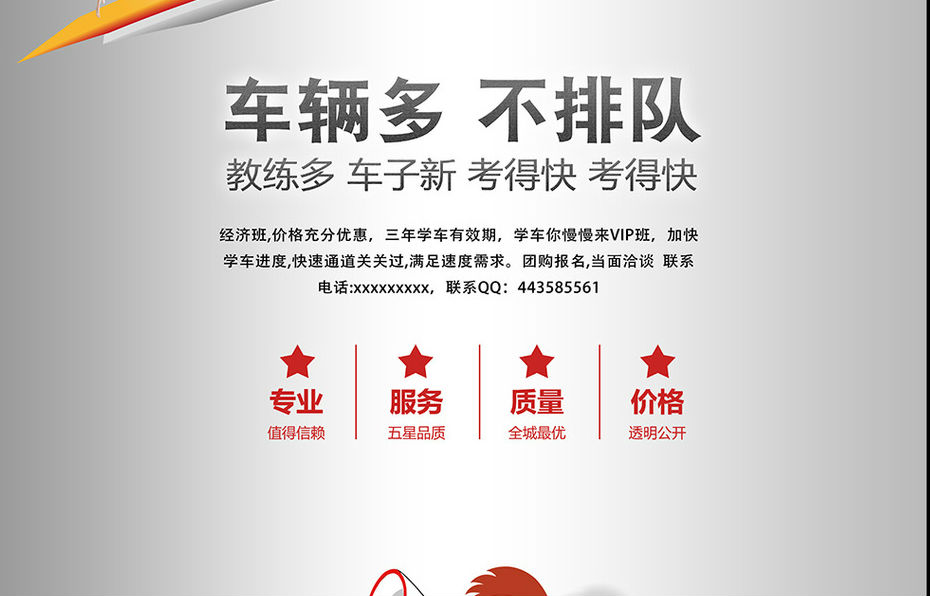 车辆多 不排队
教练多 车子新 考得快 考得快
经济班,价格充分优惠，三年学车有效期，学车你慢慢来VIP班，加快
学车进度,快速通道关关过,满足速度需求。团购报名,当面洽谈 联系
电话:xxxxxxxxx，联系QQ：443585561
专业 服务 质量 价格
值得信赖 五星品质 全城最优 透明公开